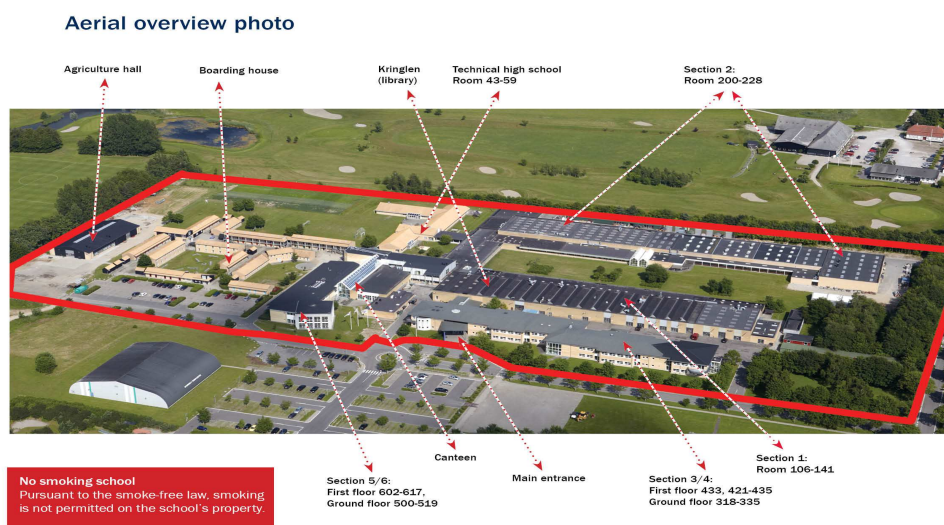 Aerial overview photo
Agriculture hall
Boarding house
Kringlen
(library)
Technical high school
Room 43-59
Section 2:
Room 200-228
Canteen
Section 1:
Room 106-141
Section 5/6:
First floor 602-617,
Ground floor 500-519
Main entrance
Section 3/4:
First floor 433, 421-435
Ground floor 318-335
No smoking school
Pursuant to the smoke-free law, smoking
is not permitted on the school's property.